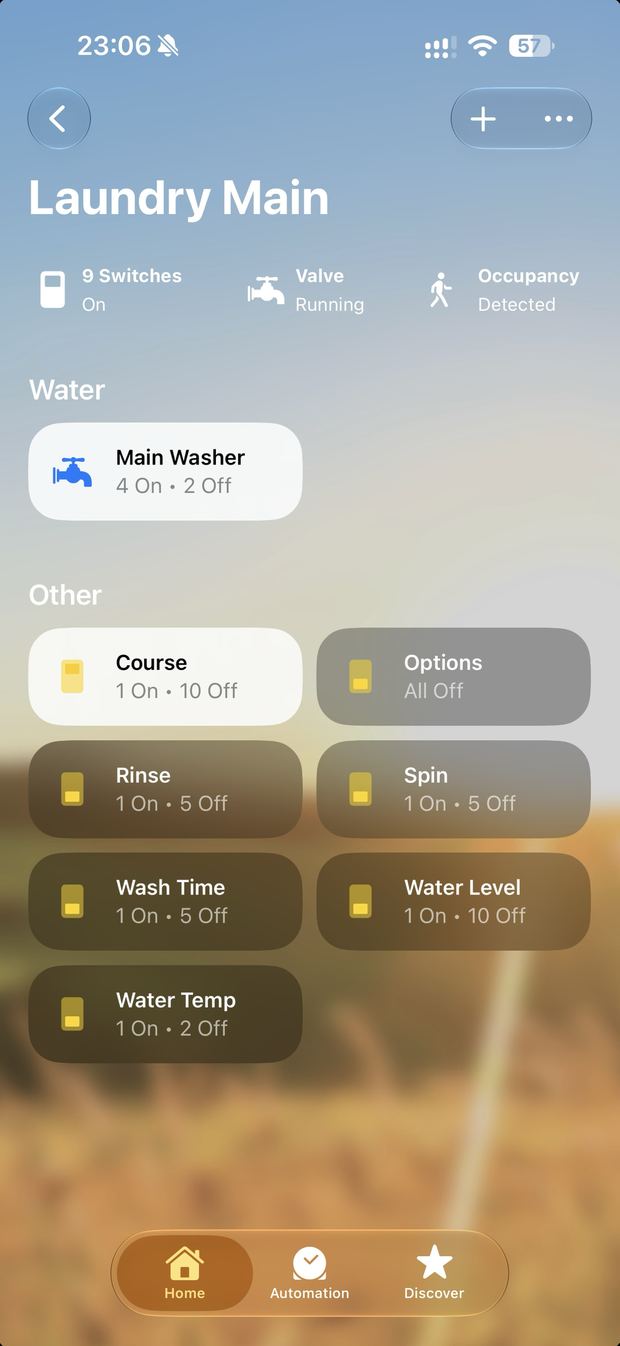 23:06
57
Laundry Main
9 Switches
On
Valve
Running
Occupancy
Detected
Water
Main Washer
4 On • 2 Off
Other
Course
1 On • 10 Off
Options
All Off
Rinse
1 On • 5 Off
Spin
1 On • 5 Off
Wash Time
1 On • 5 Off
Water Level
1 On • 10 Off
Water Temp
1 On • 2 Off
Home
Automation
Discover